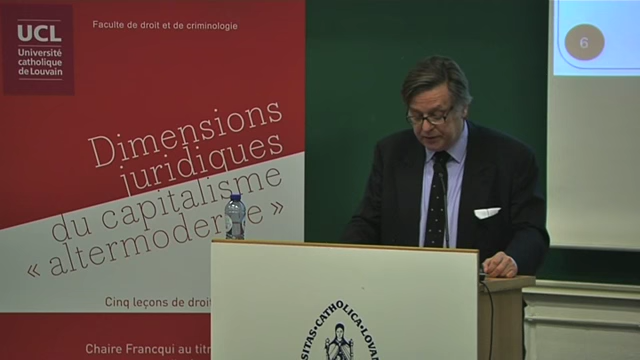 UCL
Université
catholique
de Louvain
Faculté de droit et de criminologie
Dimensions
juridiques
du capitalisme
« altermoderne »
Cinq leçons de droit
Chaire Francqui au titr
6
SITAS•CATHOLICA•LOVA